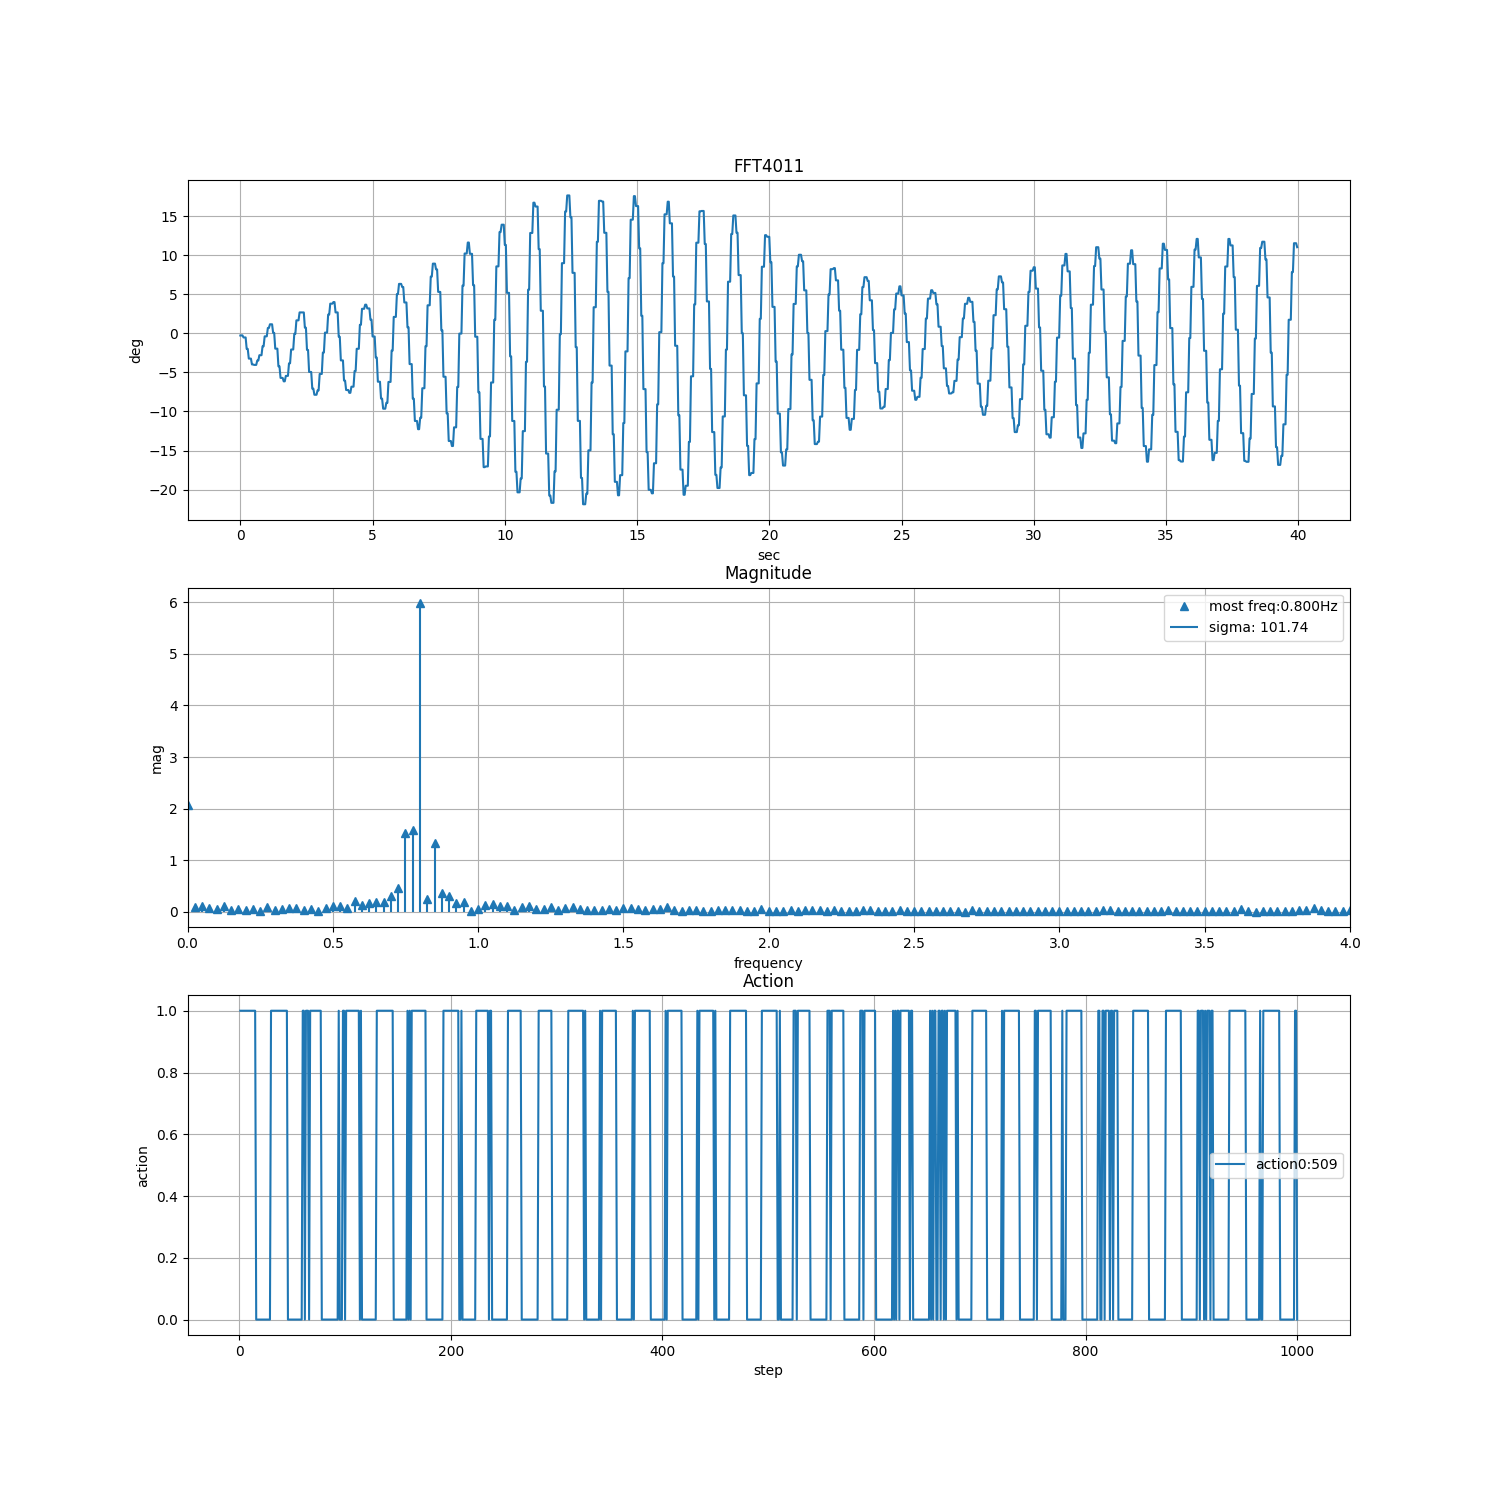 FFT4011
15
10
5
0
−5
−10
−15
−20
deg
0 5 10 15 20 25 30 35 40
sec
Magnitude
6
5
4
3
2
1
0
mag
most freq:0.800Hz
sigma: 101.74
0.0 0.5 1.0 1.5 2.0 2.5 3.0 3.5 4.0
frequency
Action
1.0
0.8
0.6
0.4
0.2
0.0
action
action0:509
0 200 400 600 800 1000
step